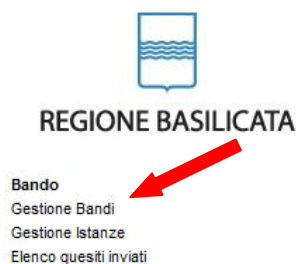 REGIONE BASILICATA
Bando
Gestione Bandi
Gestione Istanze
Elenco quesiti inviati